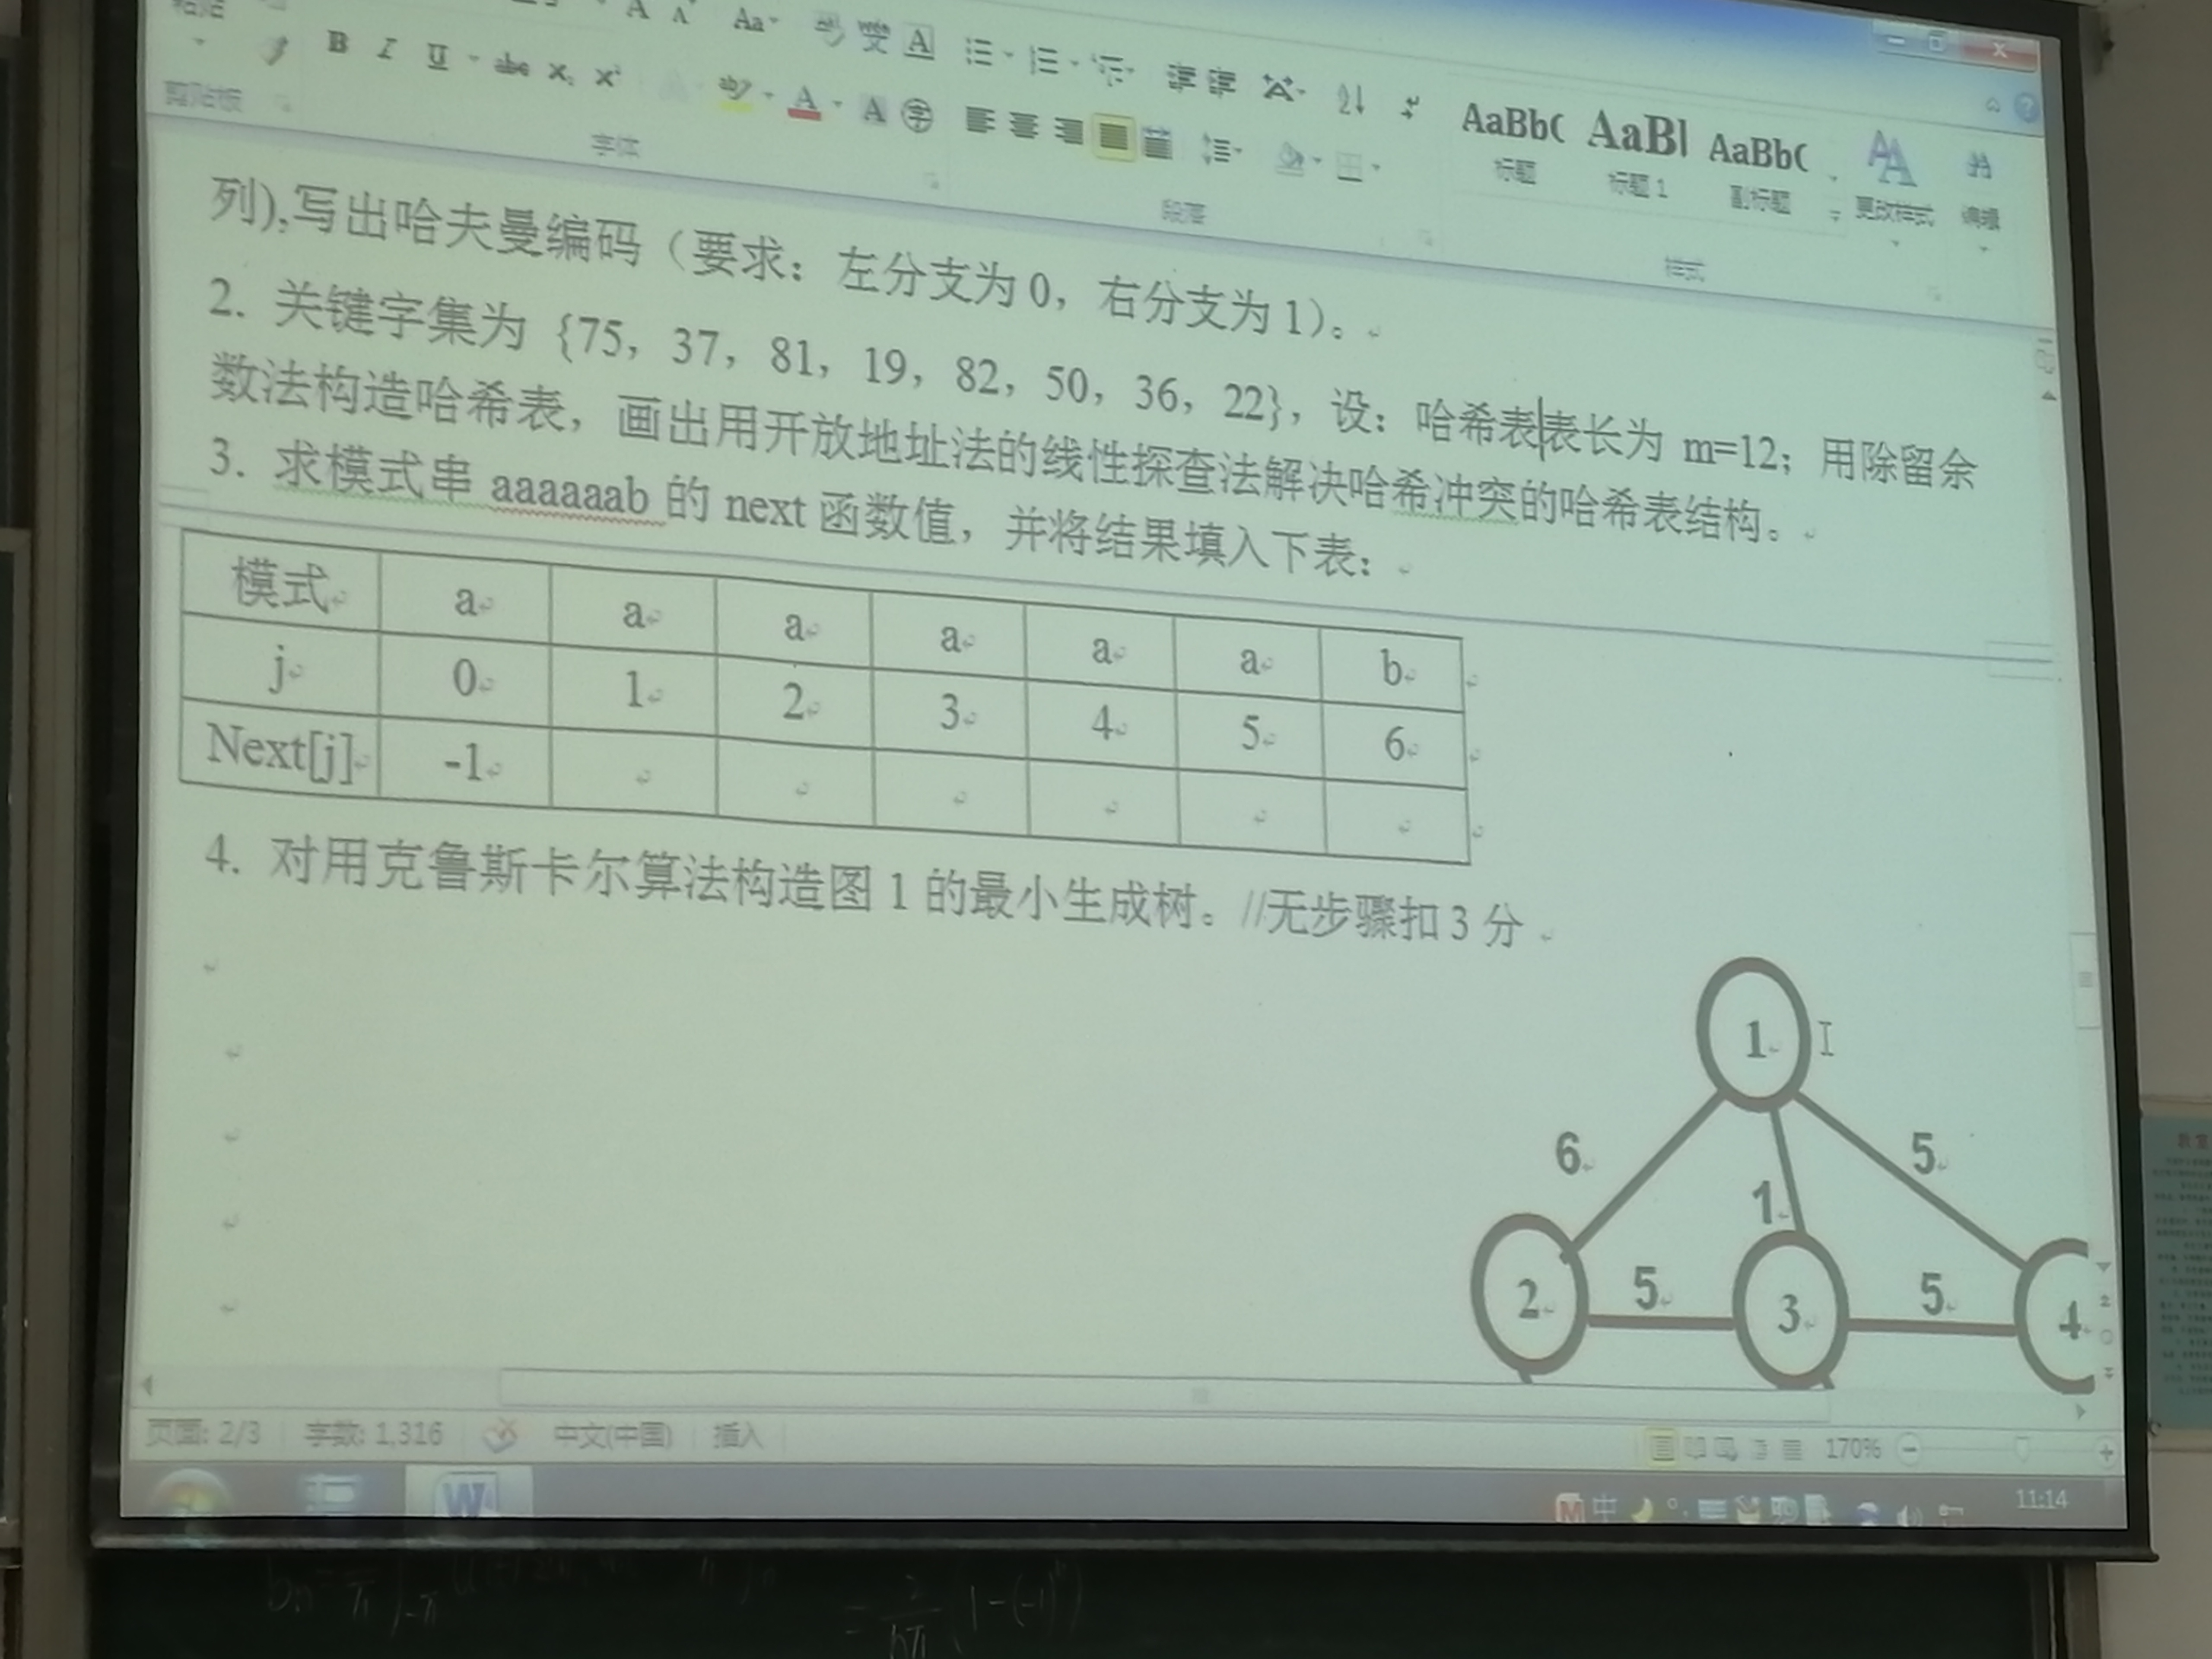 剪贴板
字体
段落
样式
AaBbC AaBl AaBbC
标题 标题 1 副标题 更改样式 编辑
列),写出哈夫曼编码（要求：左分支为 0，右分支为 1）。
2. 关键字集为 {75，37，81，19，82，50，36，22}，设：哈希表表长为 m=12；用除留余
数法构造哈希表，画出用开放地址法的线性探查法解决哈希冲突的哈希表结构。
3. 求模式串 aaaaaab 的 next 函数值，并将结果填入下表：
模式 a a a a a a b
j 0 1 2 3 4 5 6
Next[j] -1
4. 对用克鲁斯卡尔算法构造图 1 的最小生成树。//无步骤扣 3 分
1
6 5
1
2 5 3 5 4
页面: 2/3 字数: 1,316 中文(中国) 插入 170%
11:14